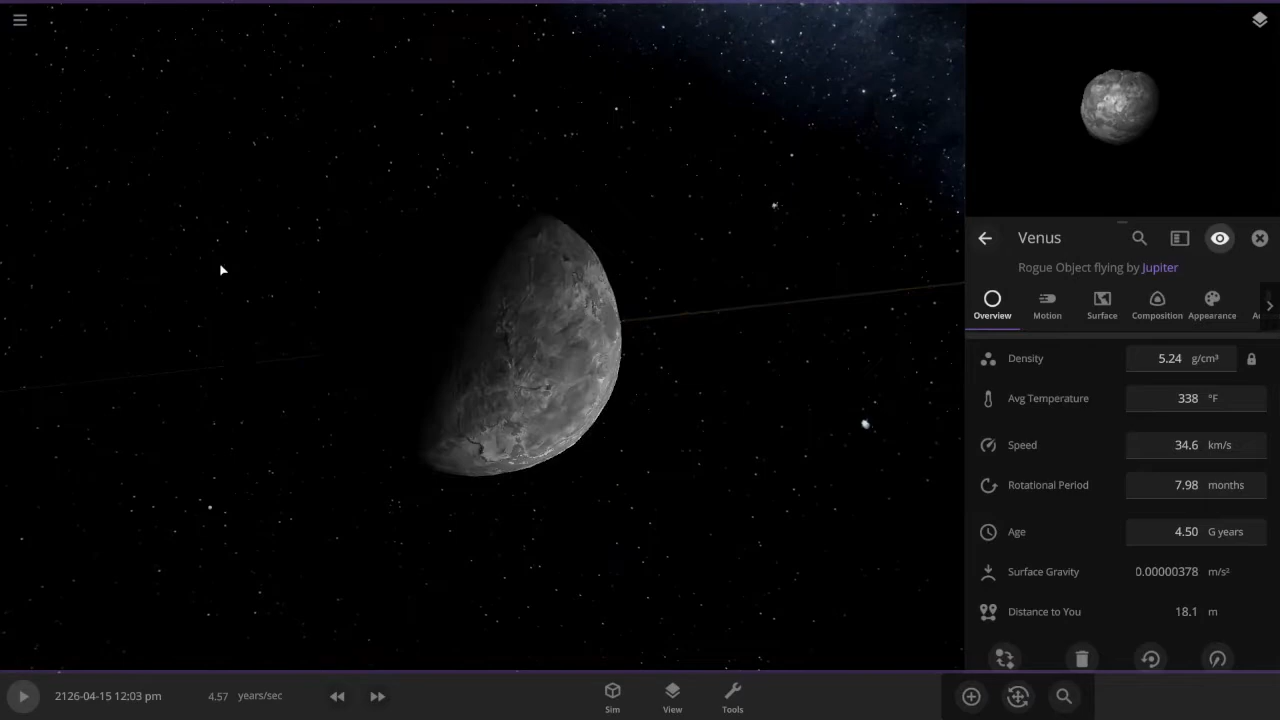 Venus
Rogue Object flying by Jupiter
Overview Motion Surface Composition Appearance
Density 5.24 g/cm³
Avg Temperature 338 °F
Speed 34.6 km/s
Rotational Period 7.98 months
Age 4.50 G years
Surface Gravity 0.00000378 m/s²
Distance to You 18.1 m
2126-04-15 12:03 pm 4.57 years/sec
Sim View Tools